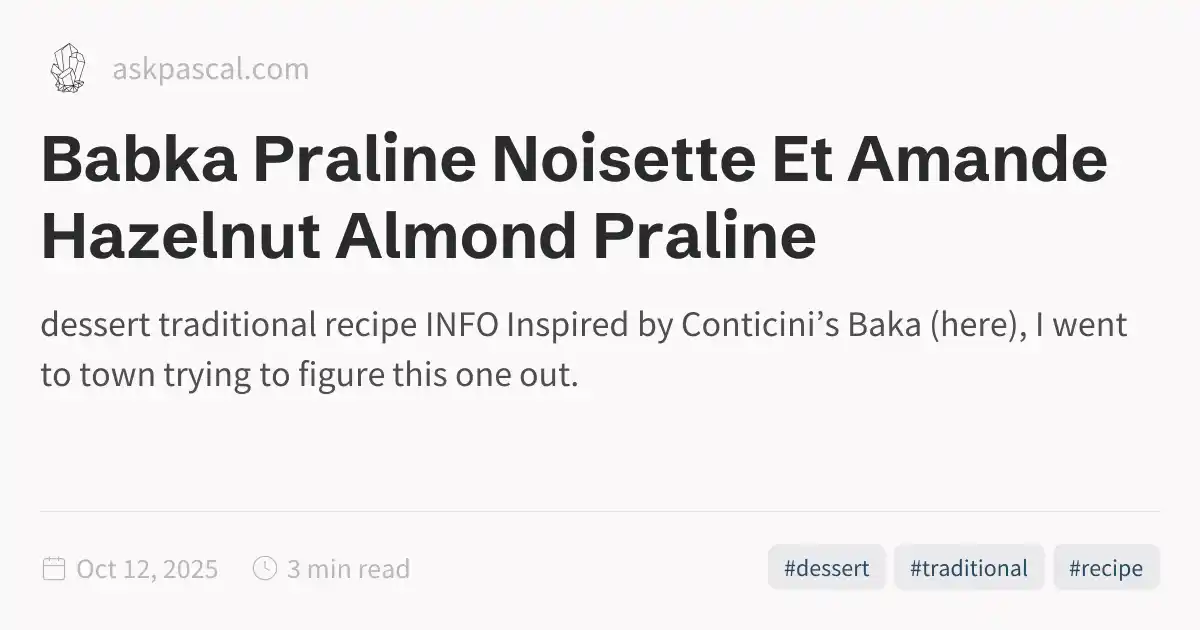 askpascal.com
Babka Praline Noisette Et Amande
Hazelnut Almond Praline
dessert traditional recipe INFO Inspired by Conticini’s Baka (here), I went
to town trying to figure this one out.
Oct 12, 2025 3 min read #dessert #traditional #recipe